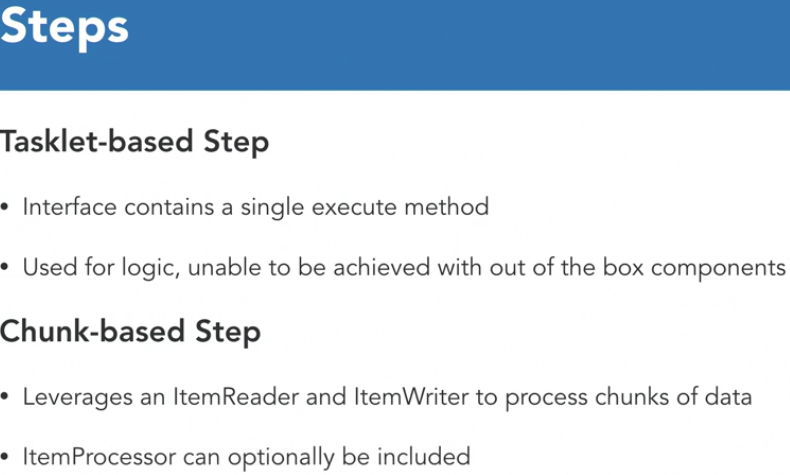 Steps
Tasklet-based Step
• Interface contains a single execute method
• Used for logic, unable to be achieved with out of the box components
Chunk-based Step
• Leverages an ItemReader and ItemWriter to process chunks of data
• ItemProcessor can optionally be included